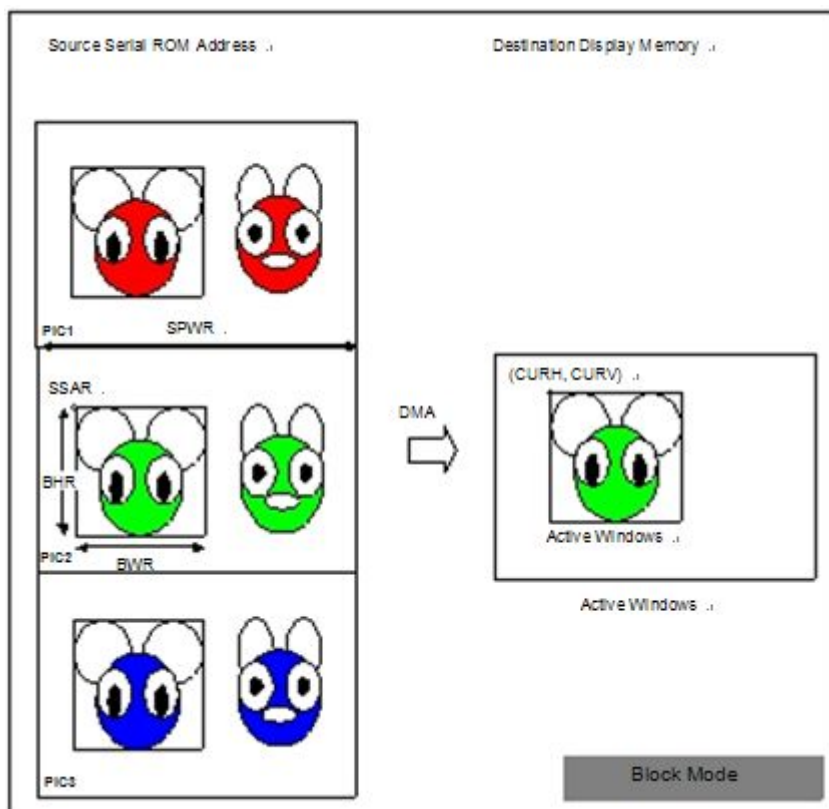 Source Serial ROM Address
Destination Display Memory
PIC1
SPWR
SSAR
BHR
PIC2
BWR
DMA
(CURH, CURV)
Active Windows
Active Windows
PIC3
Block Mode